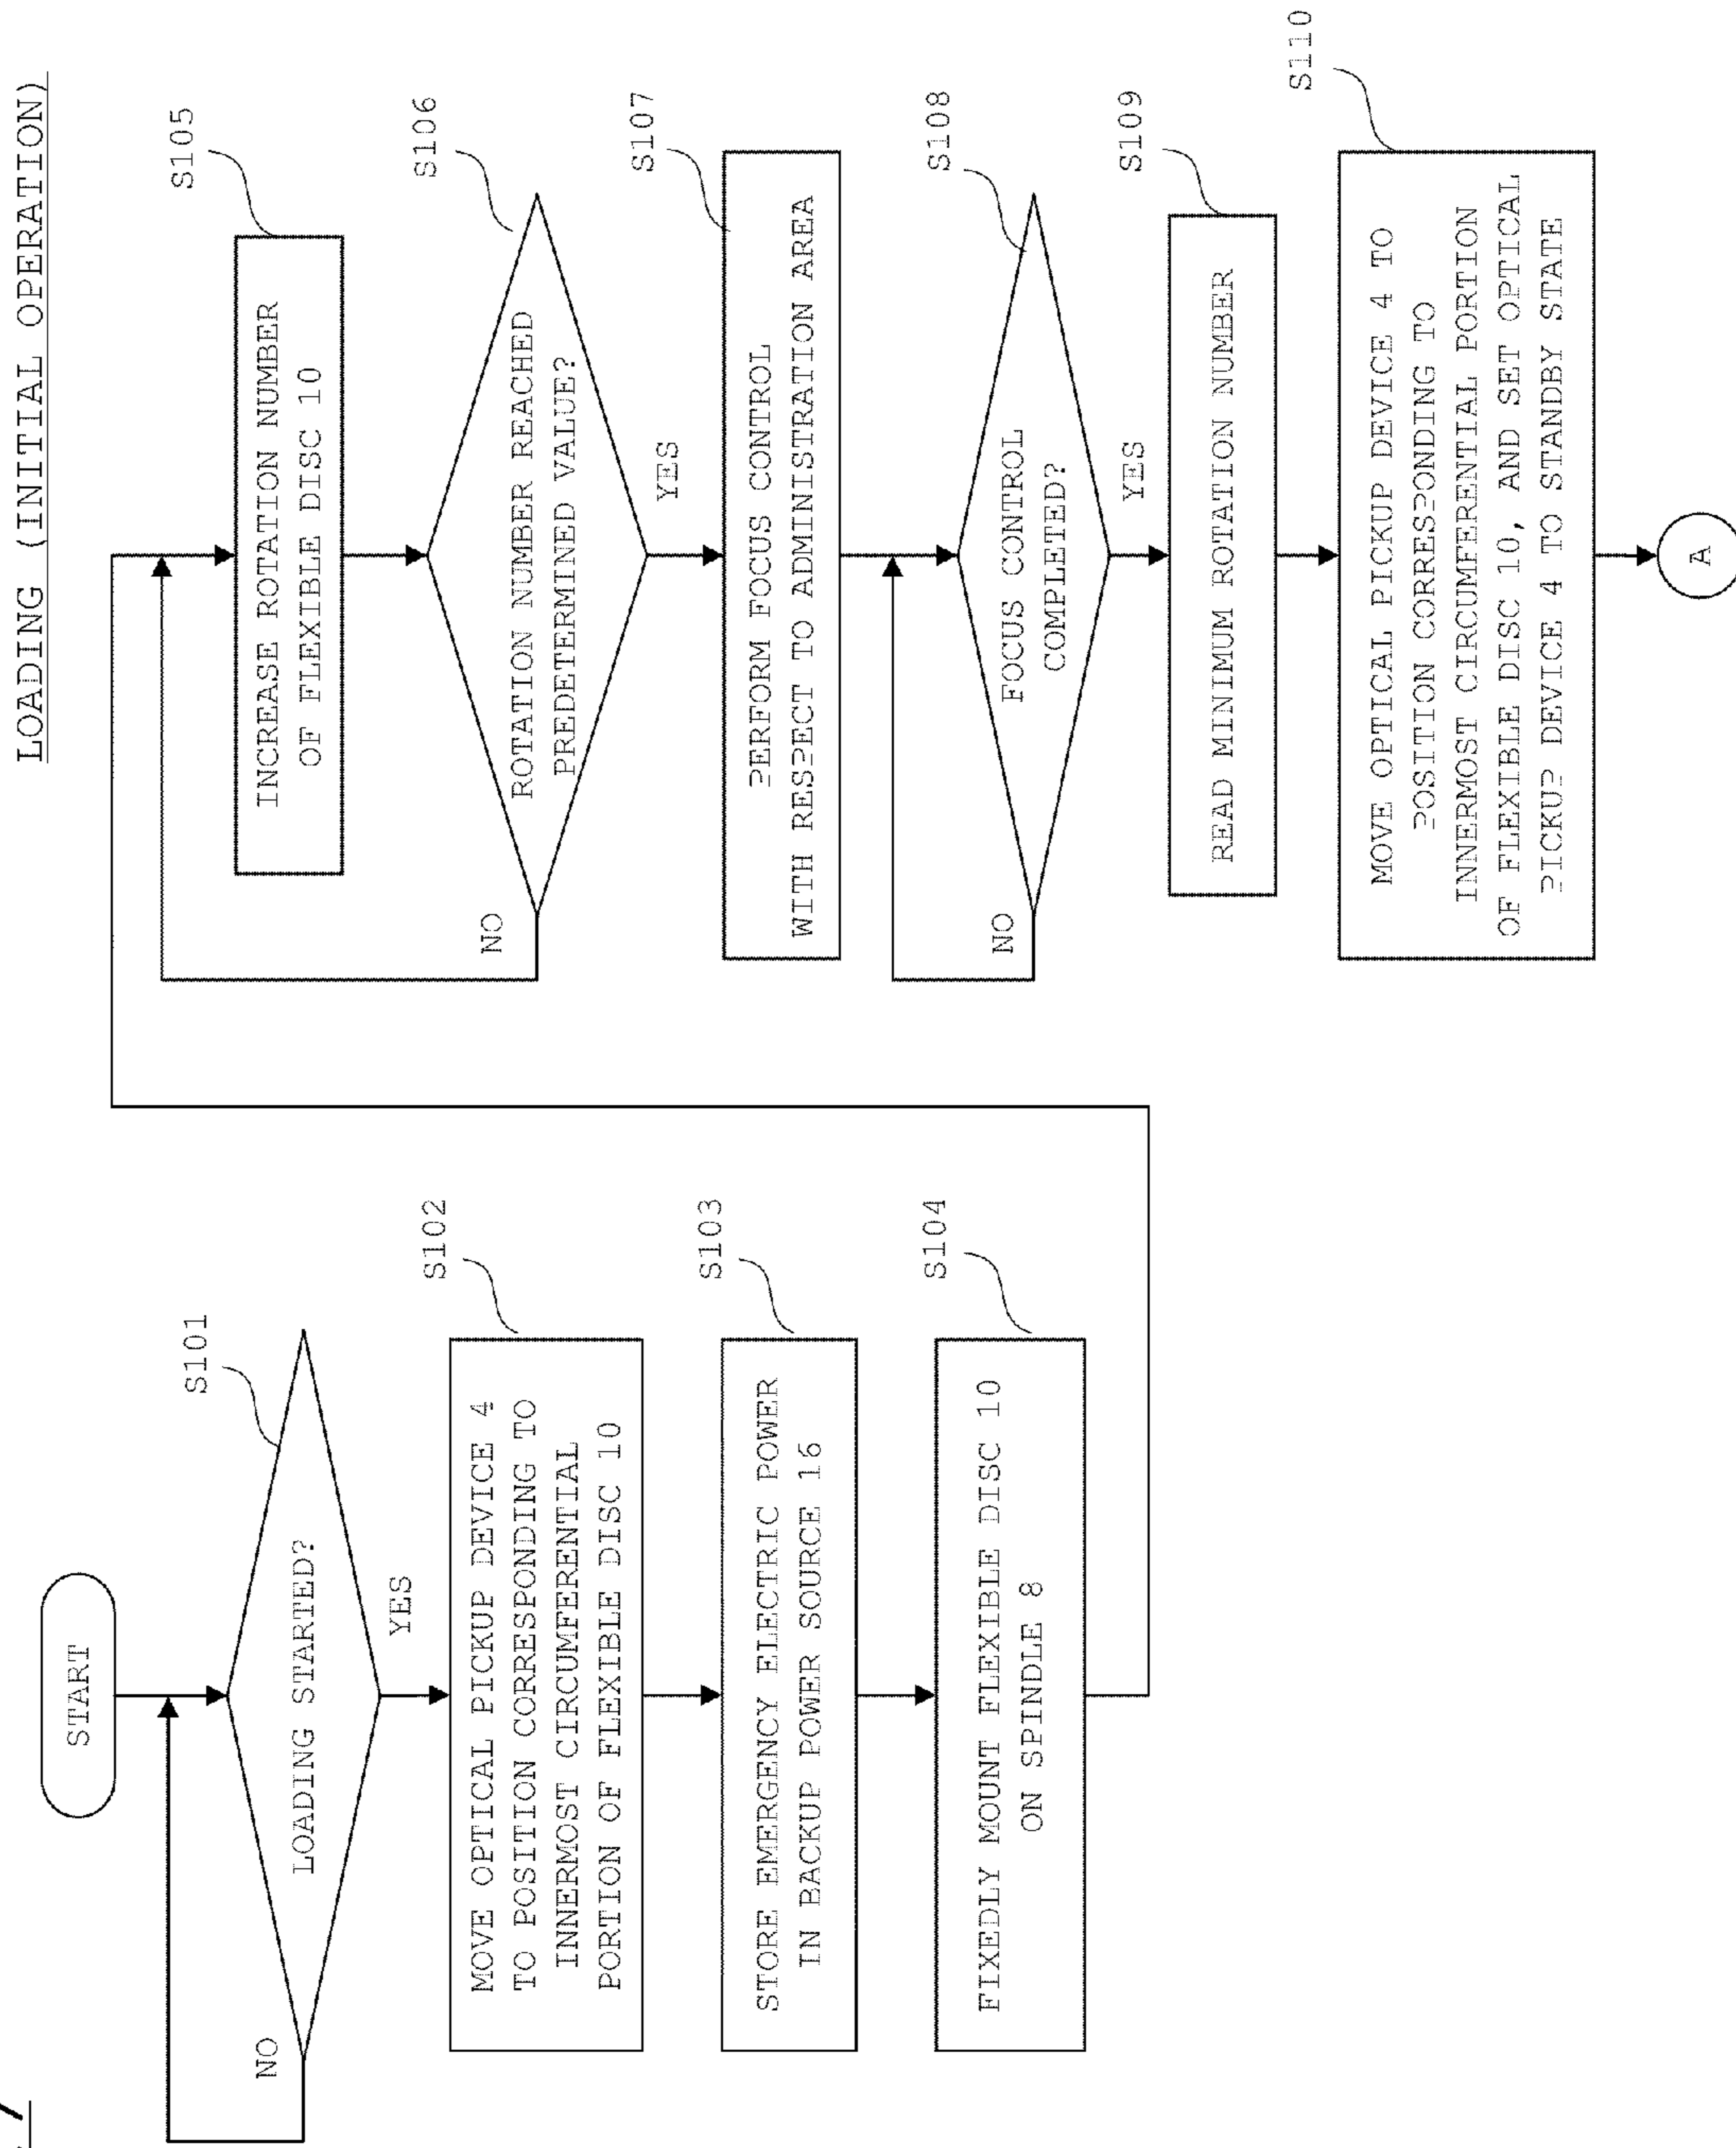 LOADING (INITIAL OPERATION)
START
S101
LOADING STARTED?
NO
YES
S102
MOVE OPTICAL PICKUP DEVICE 4
TO POSITION CORRESPONDING TO
INNERMOST CIRCUMFERENTIAL
PORTION OF FLEXIBLE DISC 10
S103
STORE EMERGENCY ELECTRIC POWER
IN BACKUP POWER SOURCE 16
S104
FIXEDLY MOUNT FLEXIBLE DISC 10
ON SPINDLE 8
S105
INCREASE ROTATION NUMBER
OF FLEXIBLE DISC 10
S106
ROTATION NUMBER REACHED
PREDETERMINED VALUE?
NO
YES
S107
PERFORM FOCUS CONTROL
WITH RESPECT TO ADMINISTRATION AREA
S108
FOCUS CONTROL
COMPLETED?
NO
YES
S109
READ MINIMUM ROTATION NUMBER
S110
MOVE OPTICAL PICKUP DEVICE 4 TO
POSITION CORRESPONDING TO
INNERMOST CIRCUMFERENTIAL PORTION
OF FLEXIBLE DISC 10, AND SET OPTICAL
PICKUP DEVICE 4 TO STANDBY STATE
A